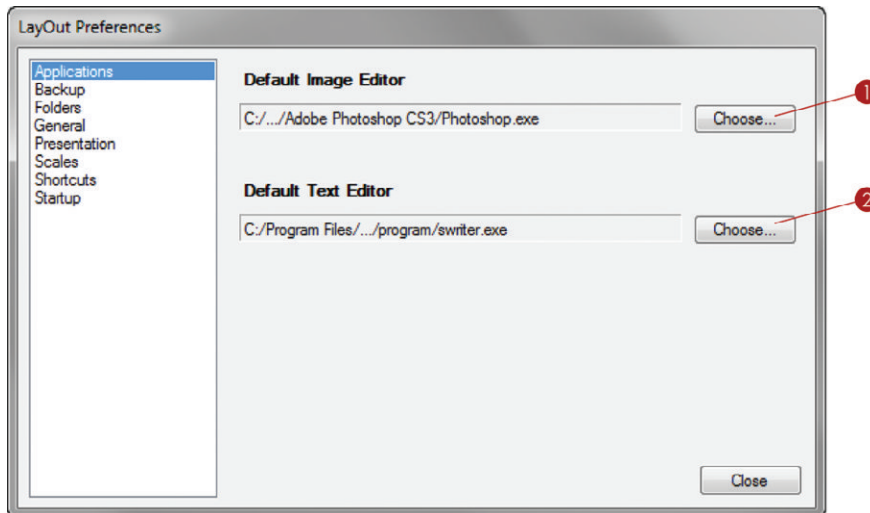 LayOut Preferences
Applications
Backup
Folders
General
Presentation
Scales
Shortcuts
Startup
Default Image Editor
C:/.../Adobe Photoshop CS3/Photoshop.exe
Choose...
1
Default Text Editor
C:/Program Files/.../program/swriter.exe
Choose...
2
Close